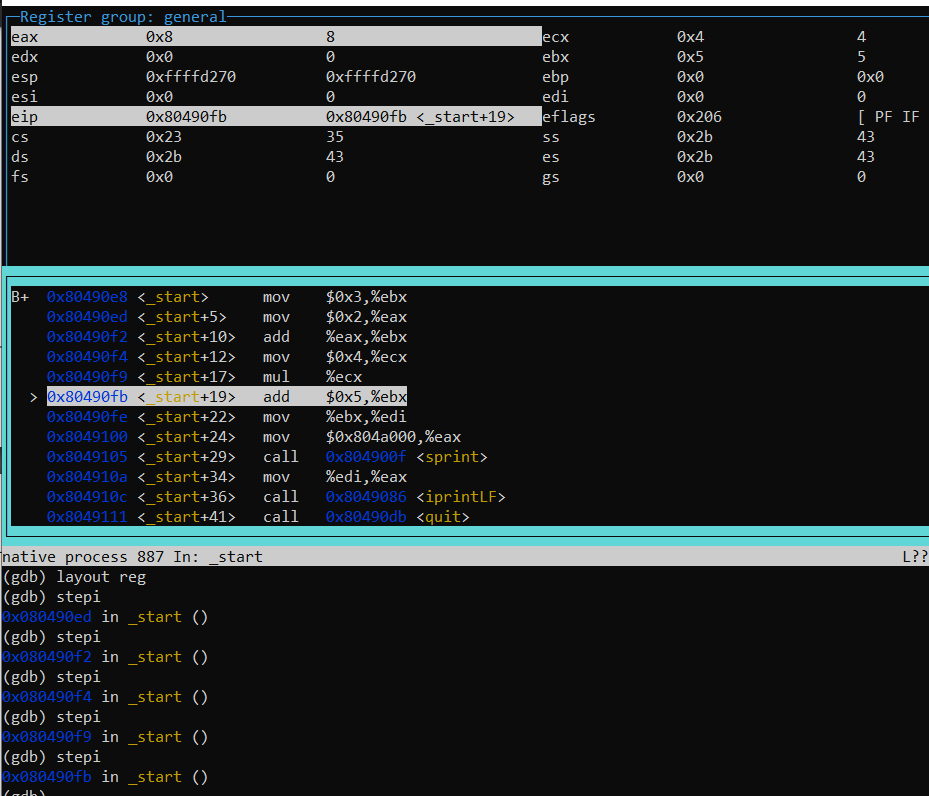 Register group: general
eax 0x8 8 ecx 0x4 4
edx 0x0 0 ebx 0x5 5
esp 0xffffd270 0xffffd270 ebp 0x0 0x0
esi 0x0 0 edi 0x0 0
eip 0x80490fb 0x80490fb <_start+19> eflags 0x206 [ PF IF
cs 0x23 35 ss 0x2b 43
ds 0x2b 43 es 0x2b 43
fs 0x0 0 gs 0x0 0
B+ 0x80490e8 <_start> mov $0x3,%ebx
0x80490ed <_start+5> mov $0x2,%eax
0x80490f2 <_start+10> add %eax,%ebx
0x80490f4 <_start+12> mov $0x4,%ecx
0x80490f9 <_start+17> mul %ecx
> 0x80490fb <_start+19> add $0x5,%ebx
0x80490fe <_start+22> mov %ebx,%edi
0x8049100 <_start+24> mov $0x804a000,%eax
0x8049105 <_start+29> call 0x804900f <sprint>
0x804910a <_start+34> mov %edi,%eax
0x804910c <_start+36> call 0x8049086 <iprintLF>
0x8049111 <_start+41> call 0x80490db <quit>
native process 887 In: _start L??
(gdb) layout reg
(gdb) stepi
0x080490ed in _start ()
(gdb) stepi
0x080490f2 in _start ()
(gdb) stepi
0x080490f4 in _start ()
(gdb) stepi
0x080490f9 in _start ()
(gdb) stepi
0x080490fb in _start ()
(gdb)